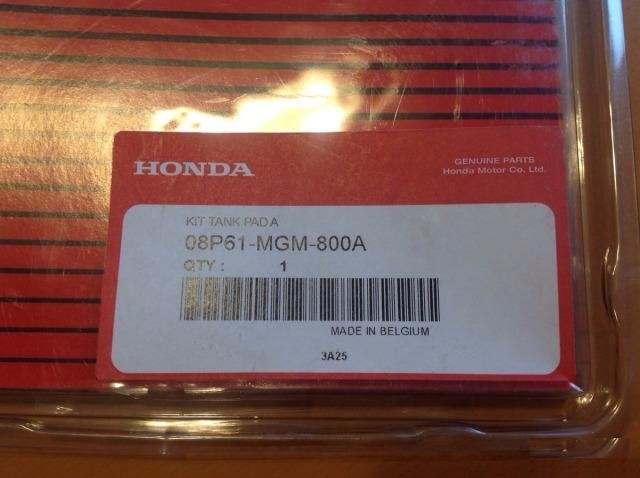 HONDA
GENUINE PARTS
Honda Motor Co. Ltd.
KIT TANK PAD A
08P61-MGM-800A
QTY : 1
MADE IN BELGIUM
3A25